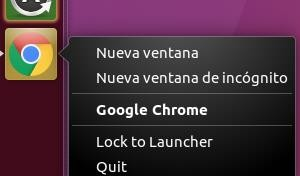 Nueva ventana
Nueva ventana de incógnito
Google Chrome
Lock to Launcher
Quit